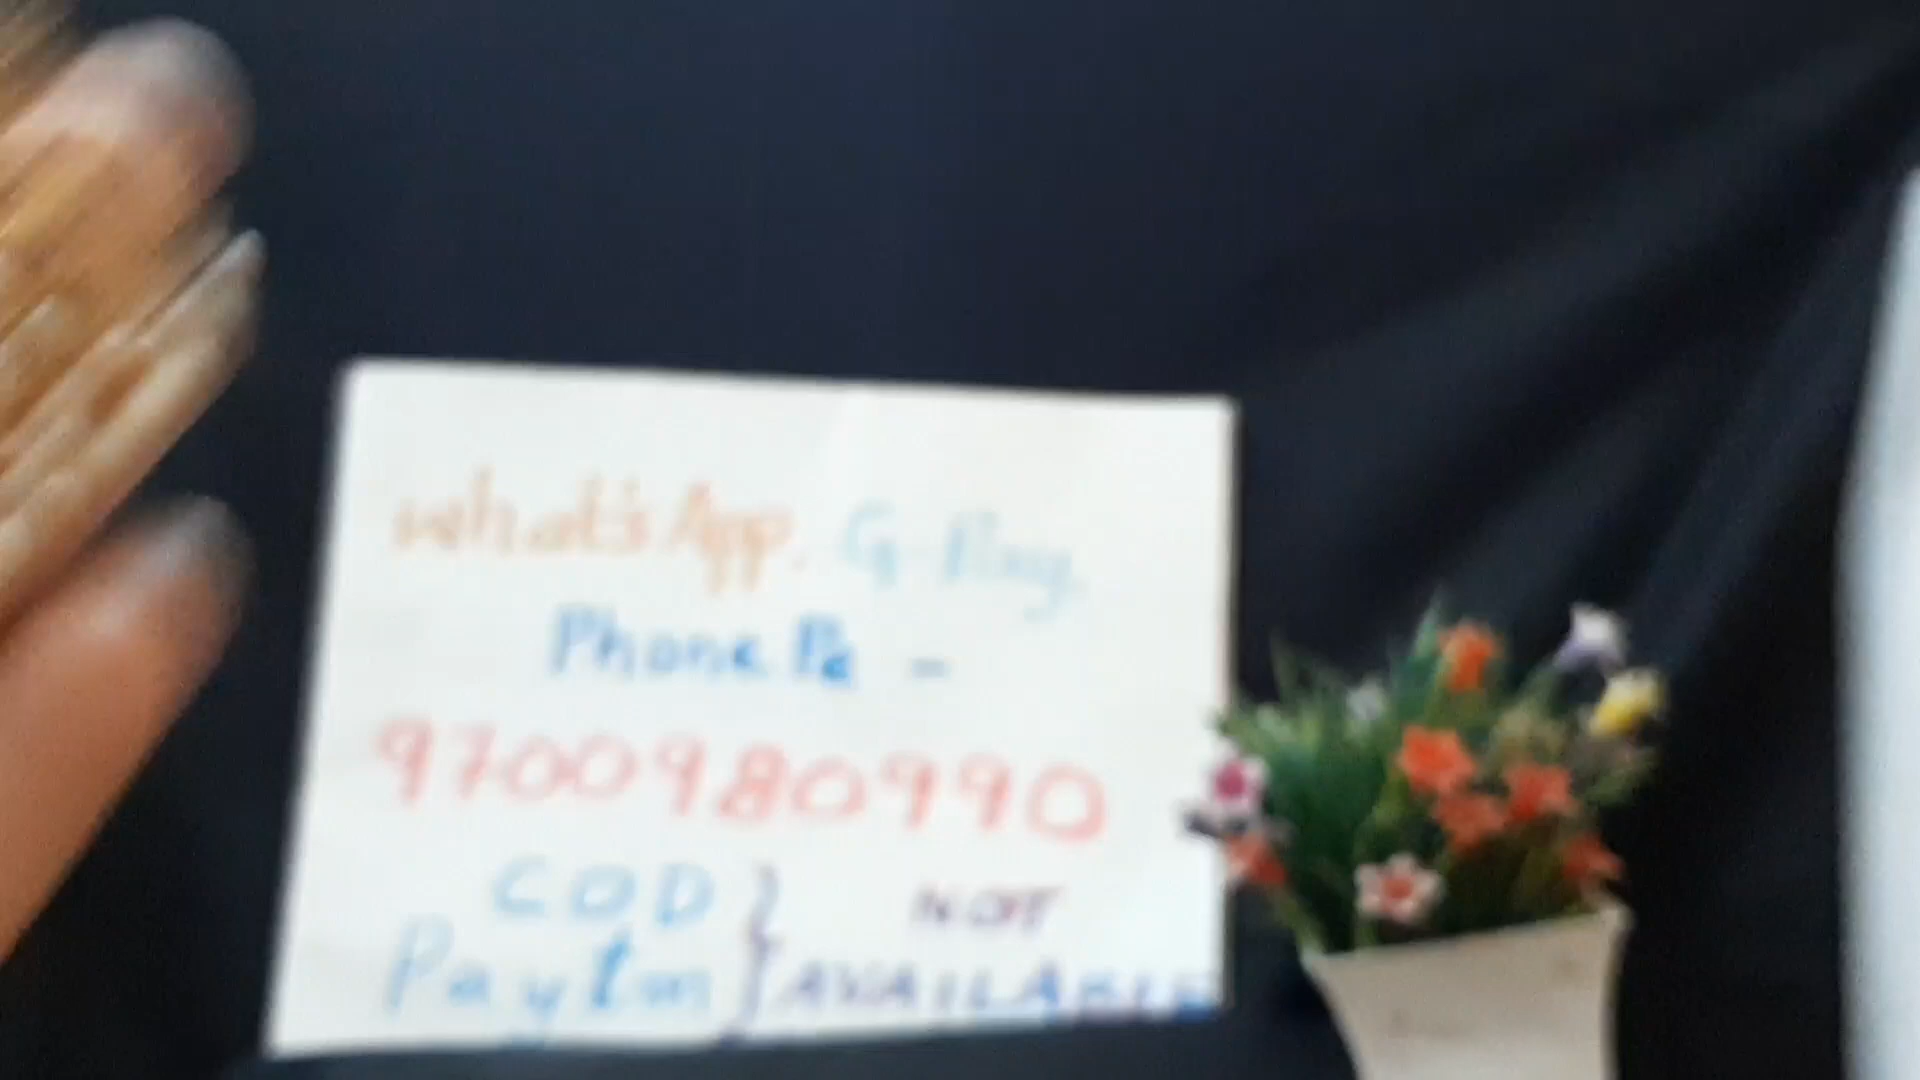 what's App. G-Pay,
Phone Pe -
9700980990
COD } NOT
Paytm } AVAILABLE